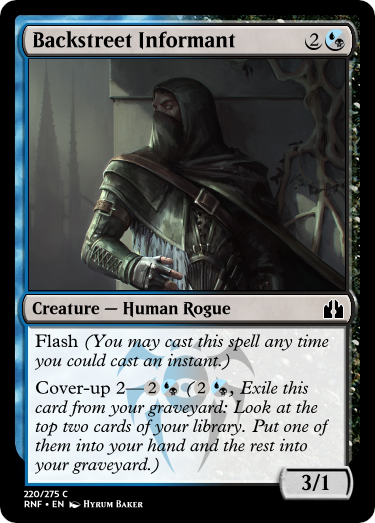 Backstreet Informant 2
Creature — Human Rogue
Flash (You may cast this spell any time
you could cast an instant.)
Cover-up 2—2 (2 , Exile this
card from your graveyard: Look at the
top two cards of your library. Put one
of them into your hand and the rest into
your graveyard.)
3/1
220/275 C
RNF • EN Hyrum Baker